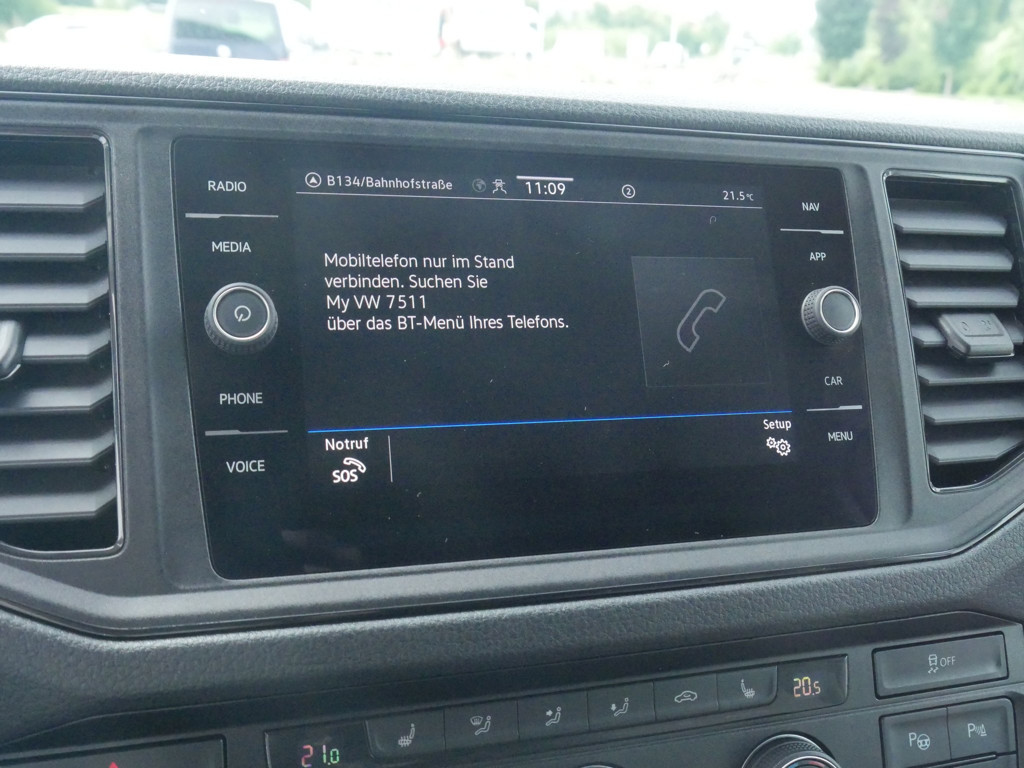 RADIO
MEDIA
PHONE
VOICE
B134/Bahnhofstraße
11:09
2
21.5°C
Mobiltelefon nur im Stand
verbinden. Suchen Sie
My VW 7511
über das BT-Menü Ihres Telefons.
Notruf
SOS
Setup
NAV
APP
CAR
MENU
21.0
20.5
OFF
P
P